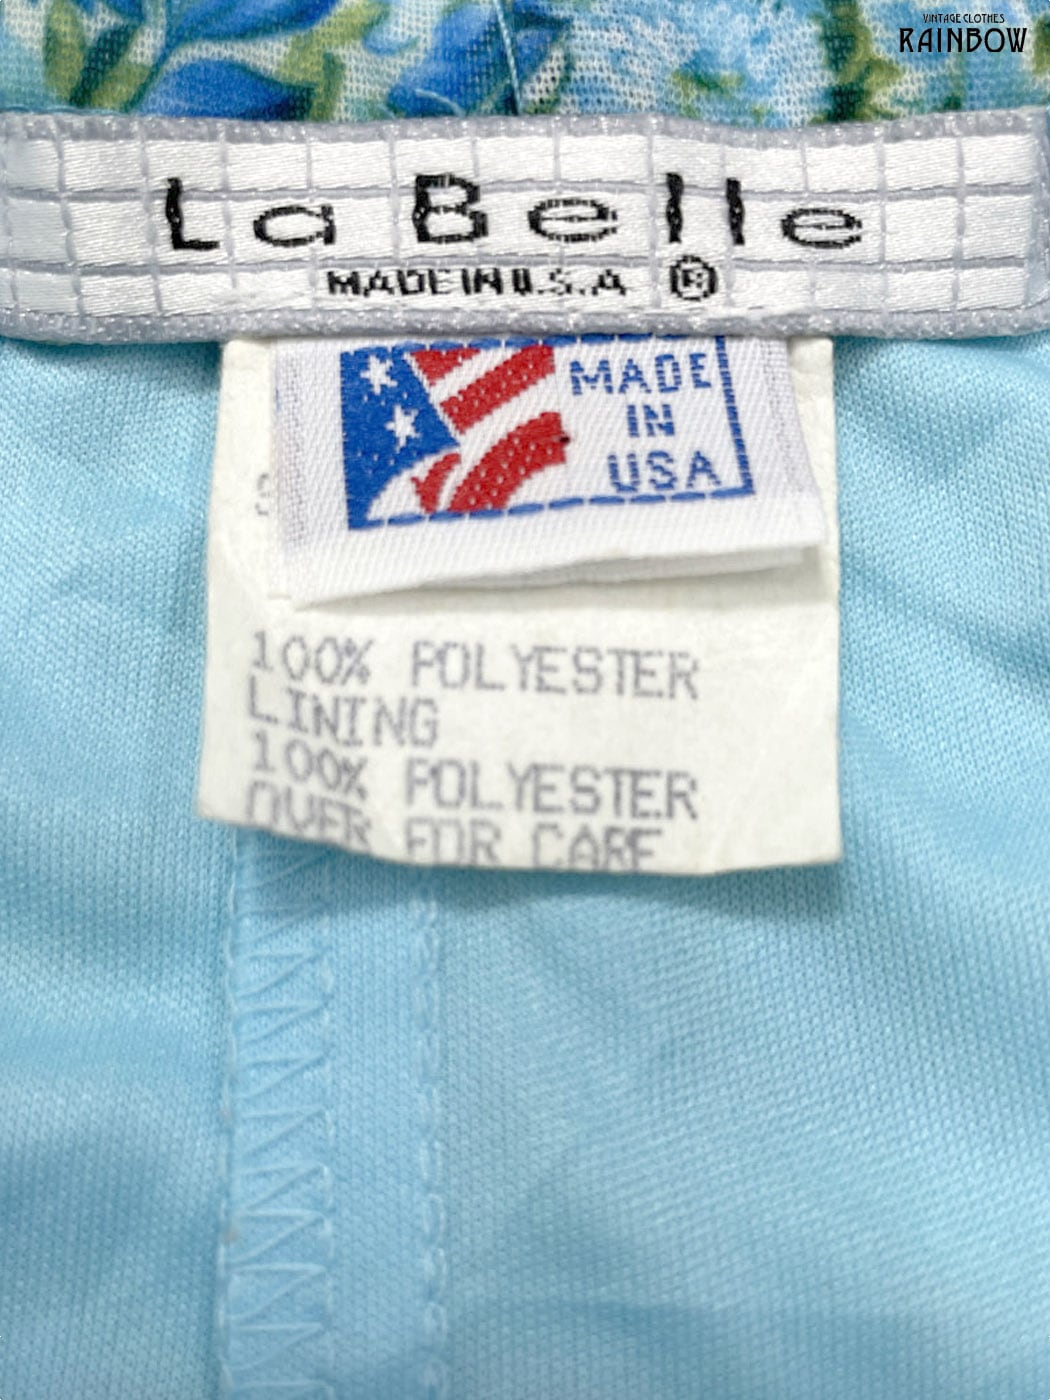 VINTAGE CLOTHES
RAINBOW
La Belle
MADE IN U.S.A ®
MADE
IN
USA
100% POLYESTER
LINING
100% POLYESTER
OVER FOR CARE